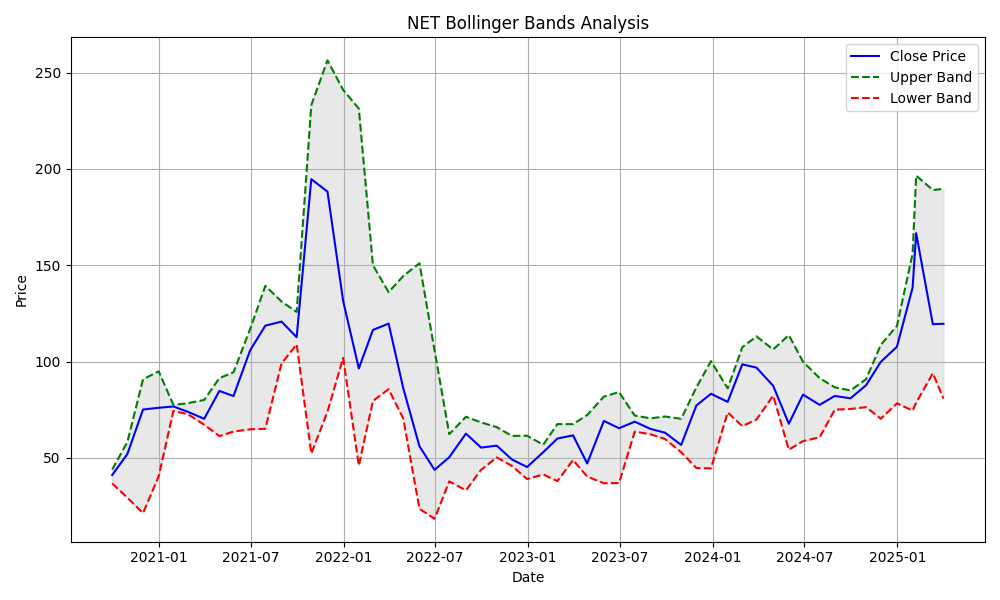 NET Bollinger Bands Analysis
Close Price
Upper Band
Lower Band
Price
250
200
150
100
50
2021-01 2021-07 2022-01 2022-07 2023-01 2023-07 2024-01 2024-07 2025-01
Date